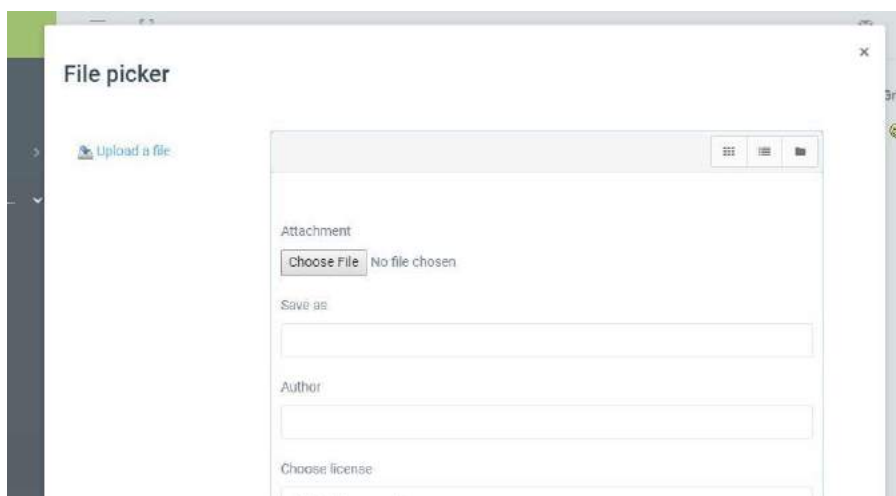 File picker
×
Upload a file
Attachment
Choose File No file chosen
Save as
Author
Choose license